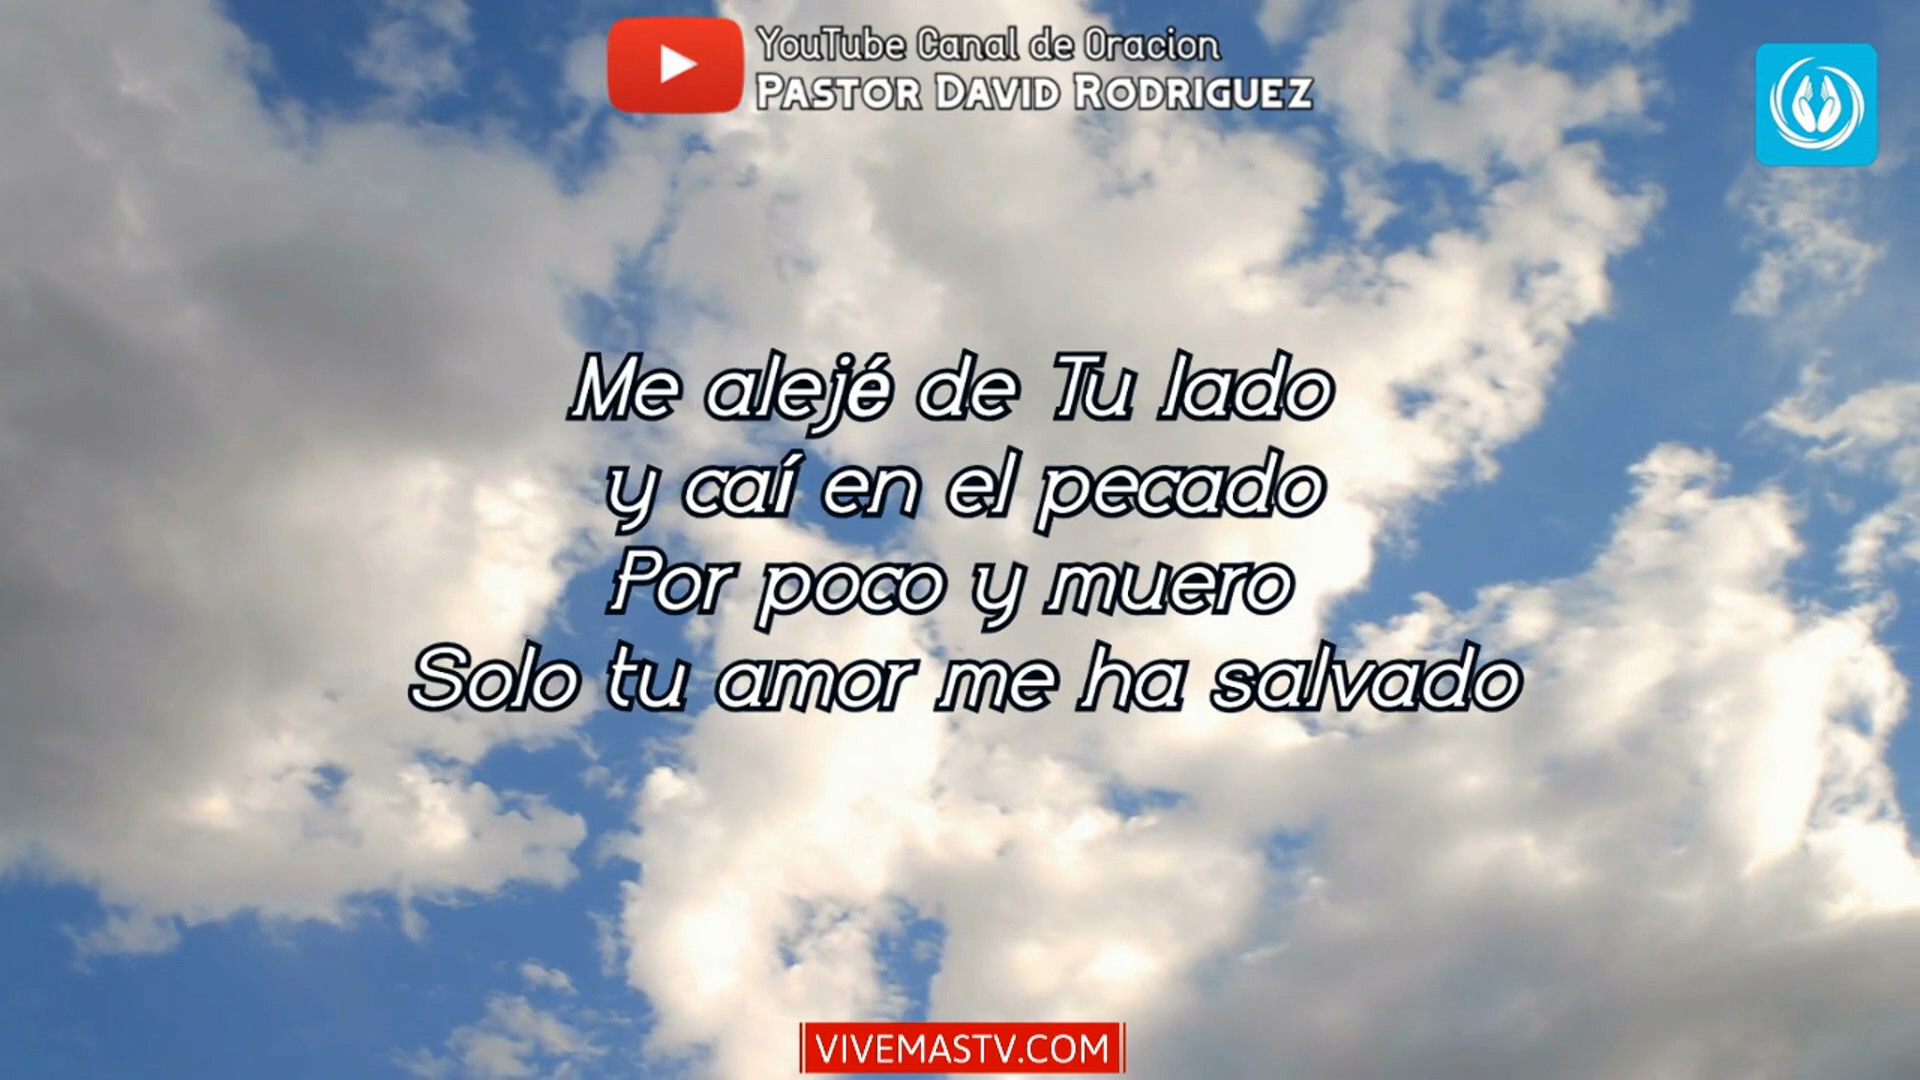 YouTube Canal de Oracion
PASTOR DAVID RODRIGUEZ
Me alejé de Tu lado
y caí en el pecado
Por poco y muero
Solo tu amor me ha salvado
VIVEMASTV.COM